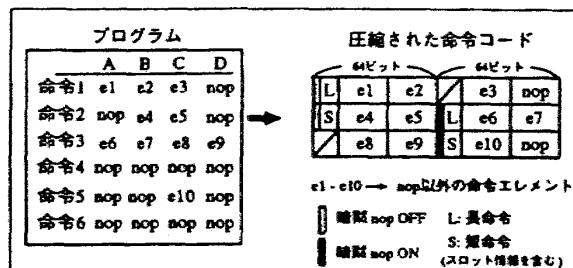 プログラム
A B C D
命令1 e1 e2 e3 nop
命令2 nop e4 e5 nop
命令3 e6 e7 e8 e9
命令4 nop nop nop nop
命令5 nop nop e10 nop
命令6 nop nop nop nop
圧縮された命令コード
64ビット 64ビット
L e1 e2 e3 nop
S e4 e5 L e6 e7
e8 e9 S e10 nop
e1 - e10 → nop以外の命令エレメント
暗黙 nop OFF L: 長命令
暗黙 nop ON S: 短命令
(スロット情報を含む)